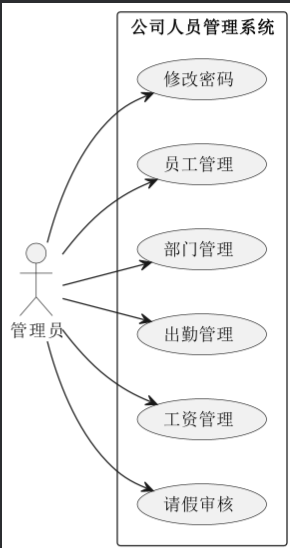 公司人员管理系统
修改密码
员工管理
部门管理
管理员
出勤管理
工资管理
请假审核